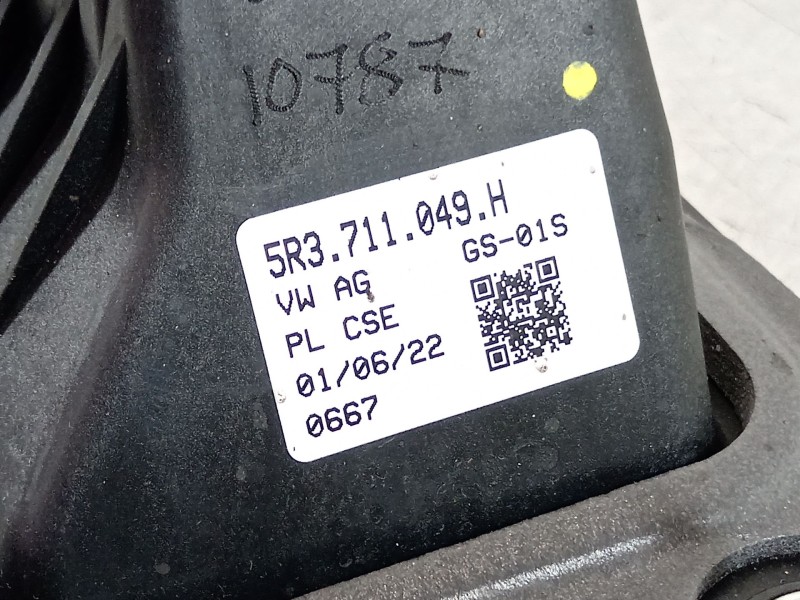 10787
5R3.711.049.H
VW AG GS-01S
PL CSE
01/06/22
0667